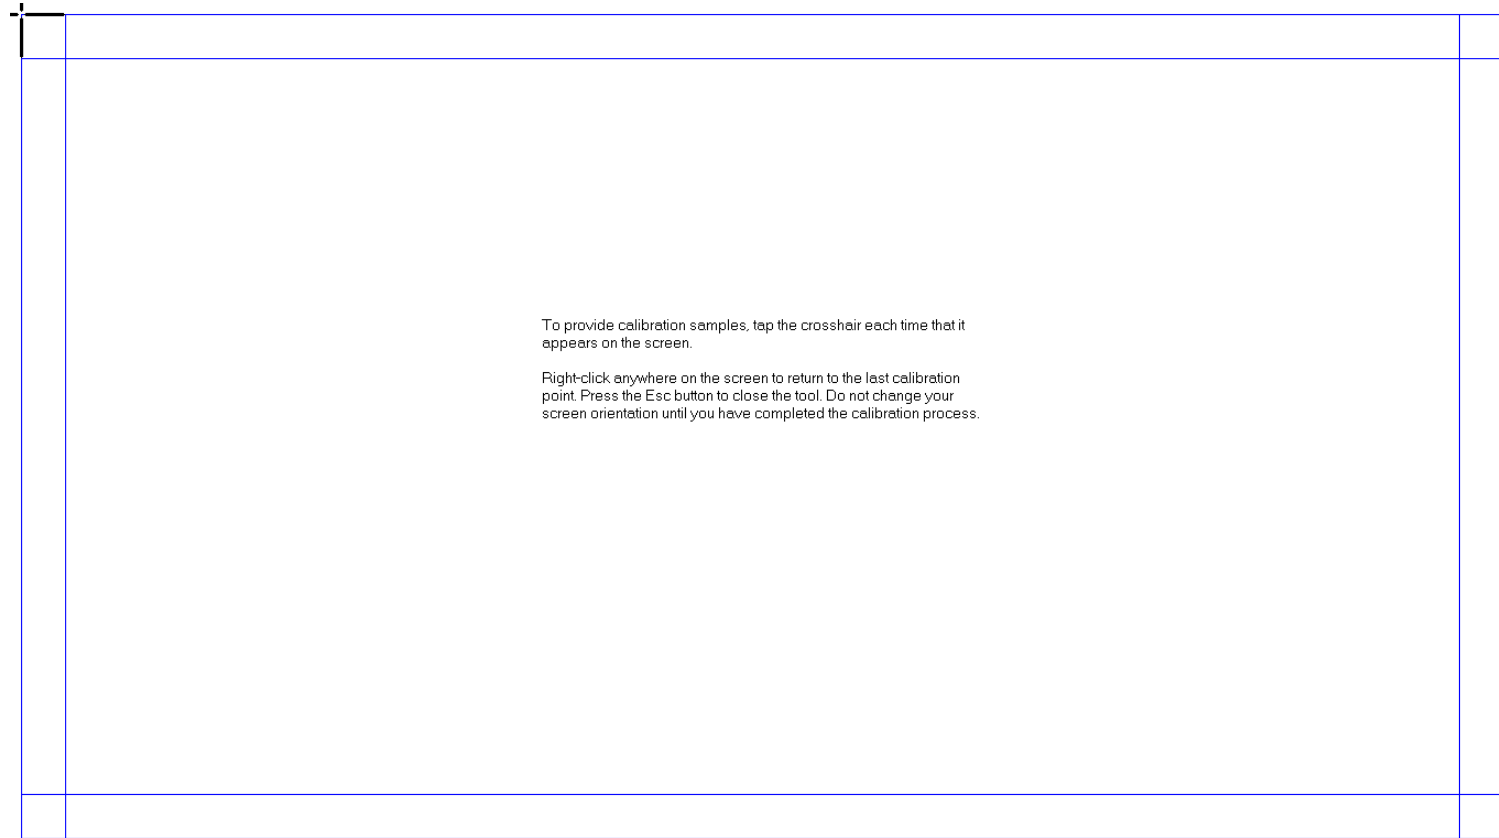 To provide calibration samples, tap the crosshair each time that it
appears on the screen.
Right-click anywhere on the screen to return to the last calibration
point. Press the Esc button to close the tool. Do not change your
screen orientation until you have completed the calibration process.